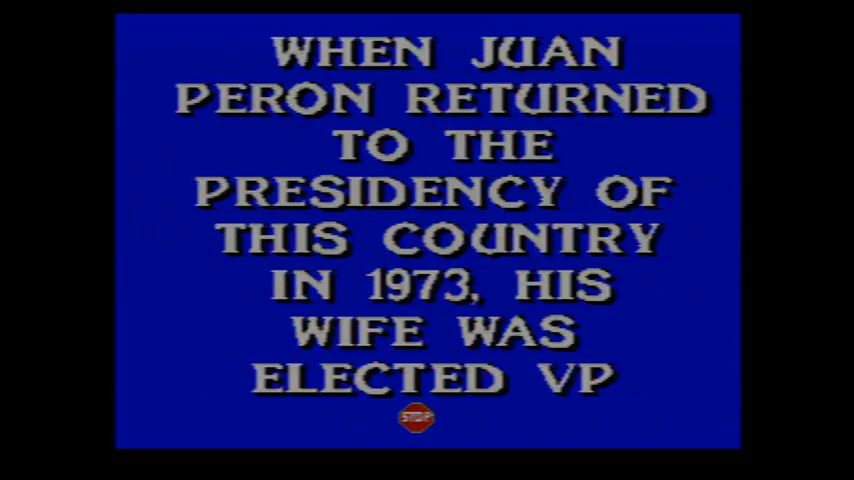 WHEN JUAN
PERON RETURNED
TO THE
PRESIDENCY OF
THIS COUNTRY
IN 1973, HIS
WIFE WAS
ELECTED VP
STOP